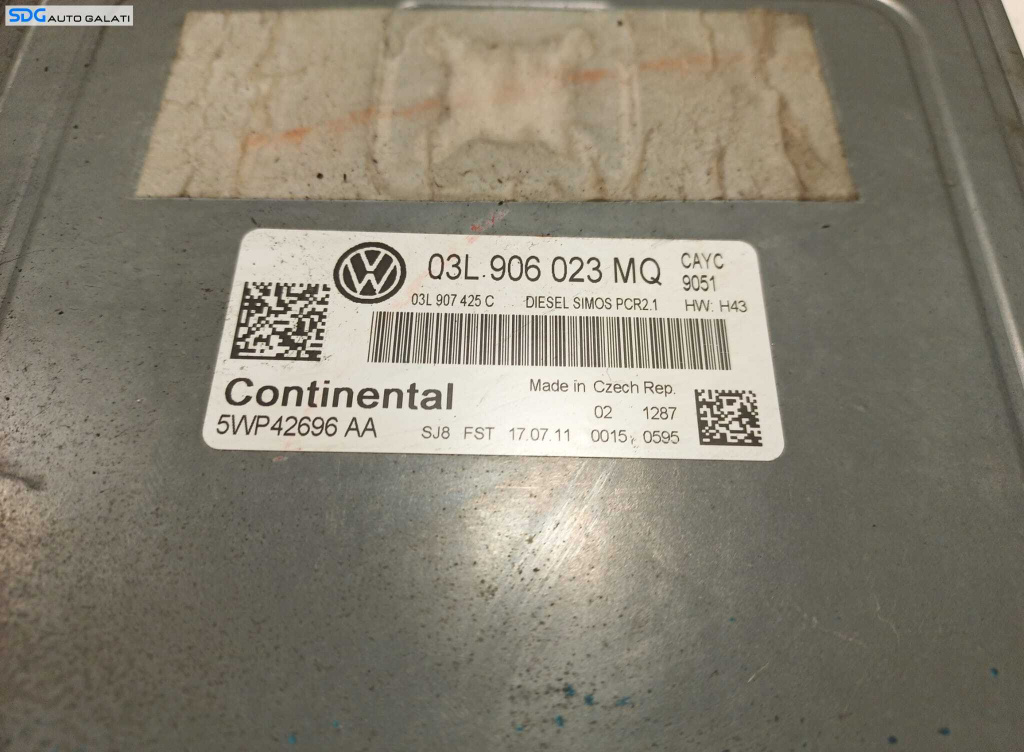 SDG AUTO GALATI
03L 906 023 MQ CAYC
9051
03L 907 425 C DIESEL SIMOS PCR2.1 HW: H43
Continental Made in Czech Rep.
02 1287
5WP42696 AA SJ8 FST 17.07.11 0015 0595